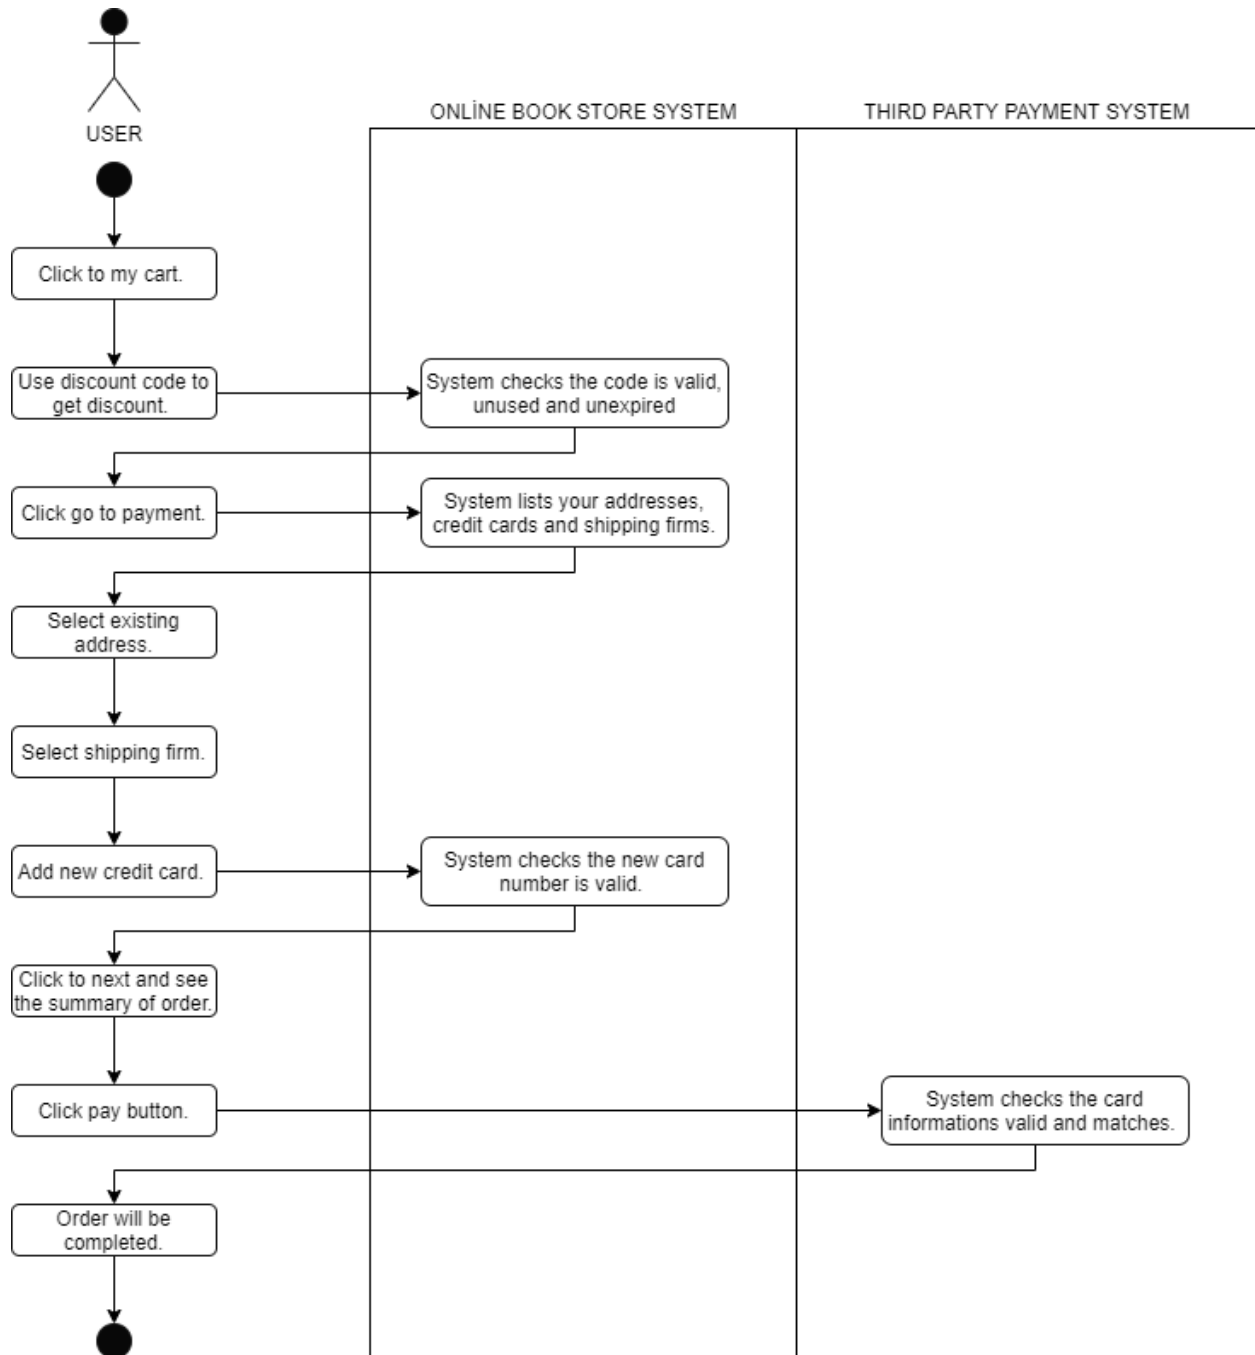 ONLİNE BOOK STORE SYSTEM
THIRD PARTY PAYMENT SYSTEM
USER
Click to my cart.
Use discount code to
get discount.
System checks the code is valid,
unused and unexpired
Click go to payment.
System lists your addresses,
credit cards and shipping firms.
Select existing
address.
Select shipping firm.
Add new credit card.
System checks the new card
number is valid.
Click to next and see
the summary of order.
Click pay button.
System checks the card
informations valid and matches.
Order will be
completed.